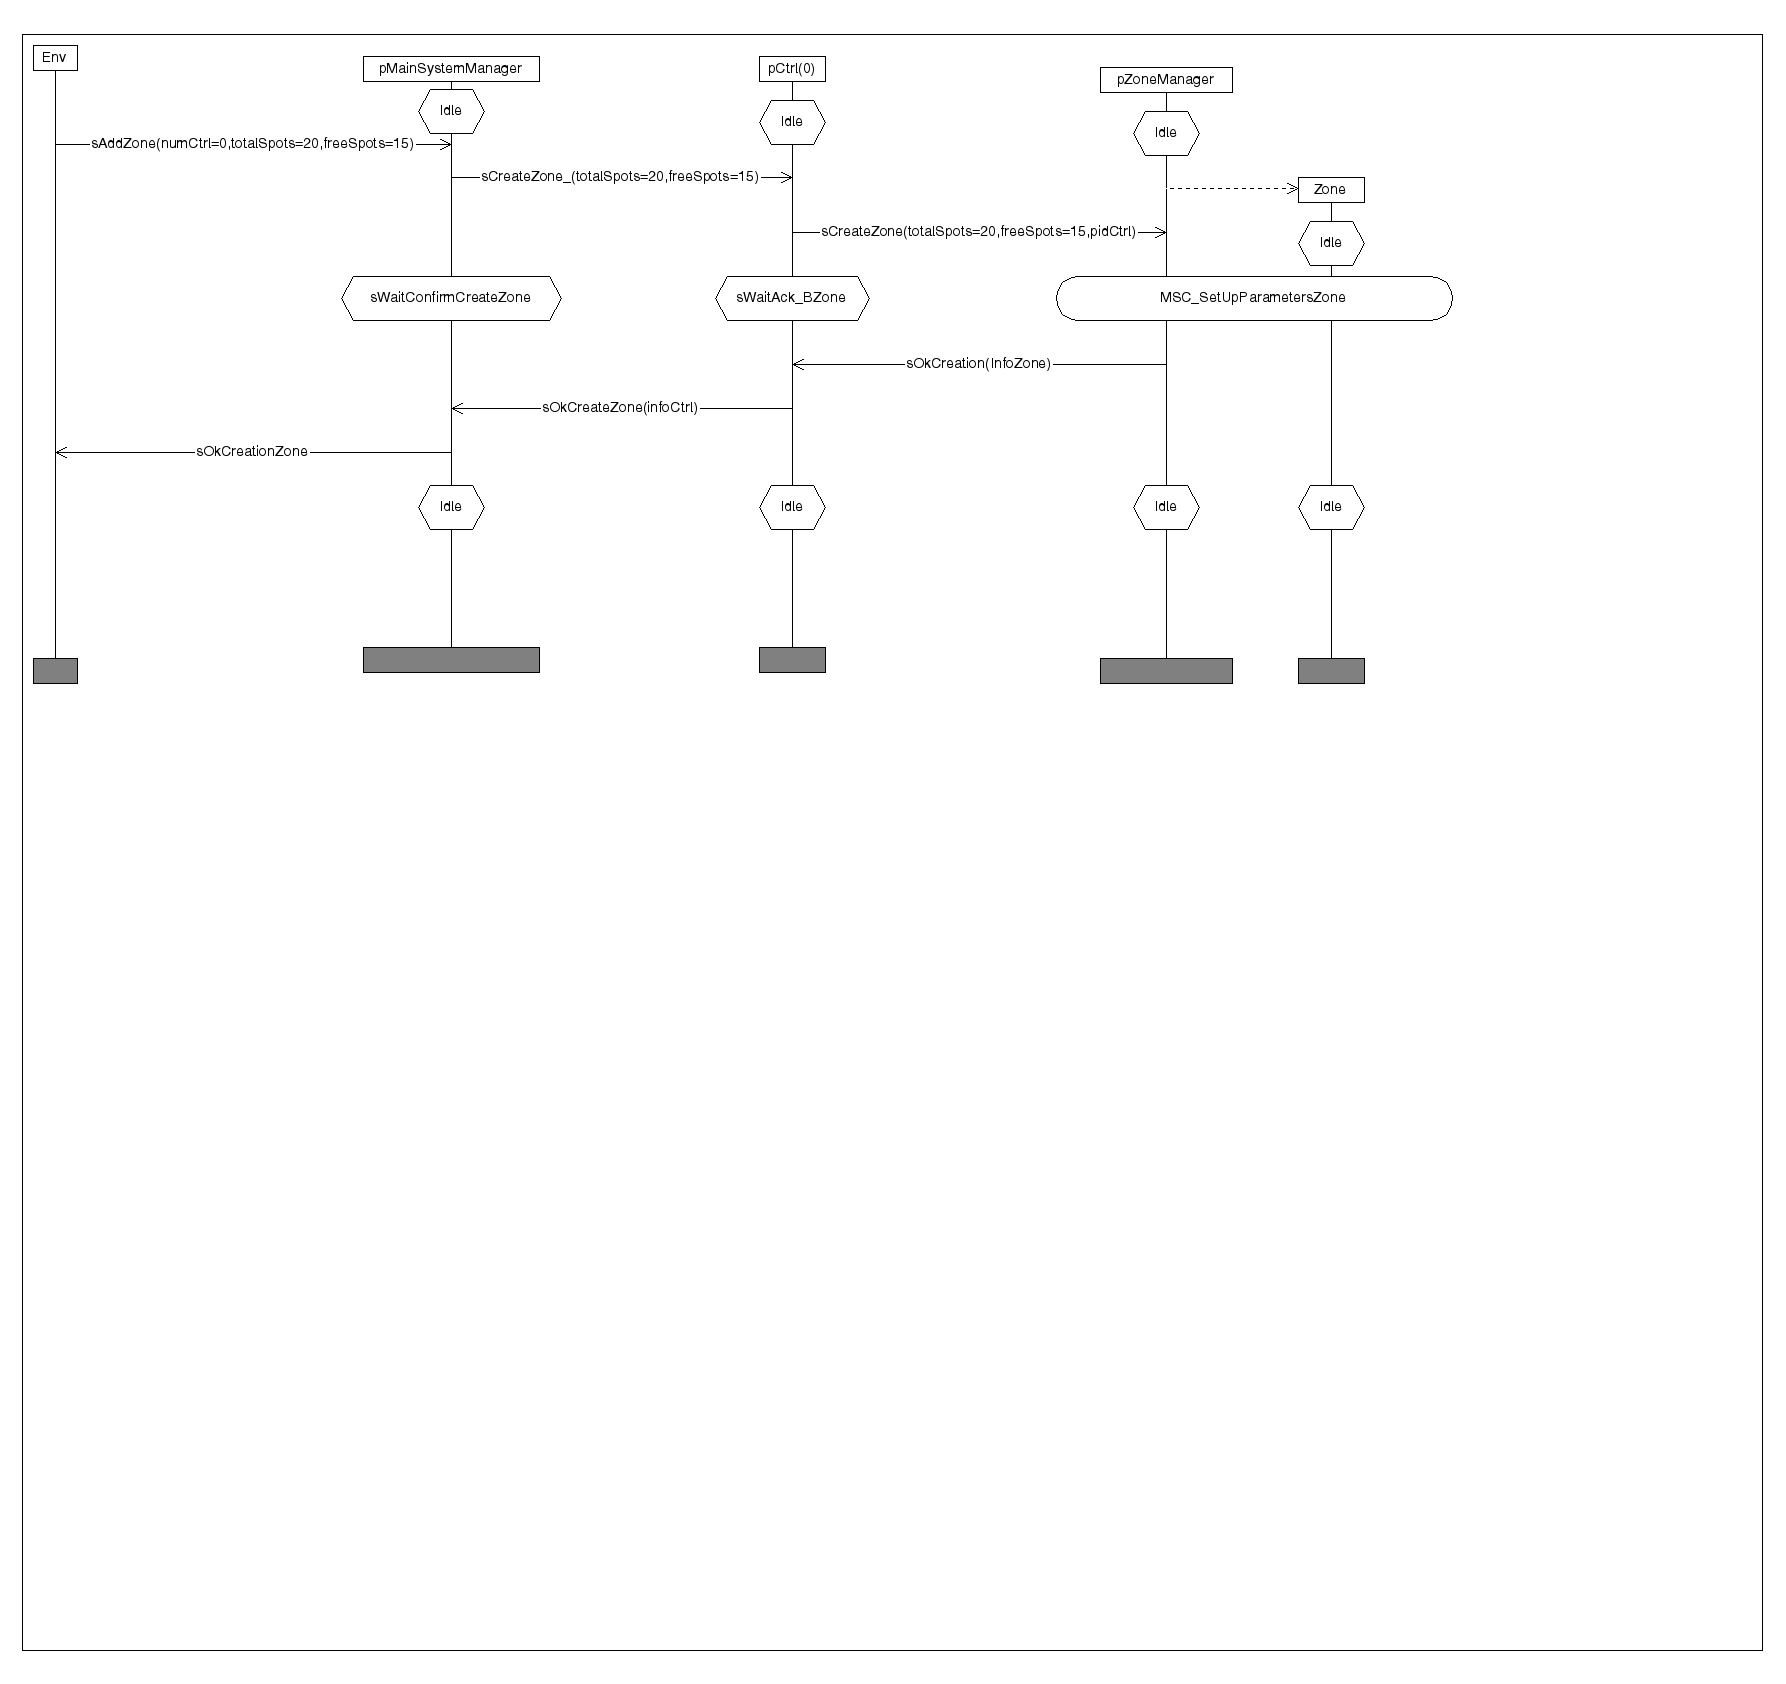 Env
pMainSystemManager
pCtrl(0)
pZoneManager
Idle
Idle
Idle
sAddZone(numCtrl=0,totalSpots=20,freeSpots=15)
sCreateZone_(totalSpots=20,freeSpots=15)
Zone
sCreateZone(totalSpots=20,freeSpots=15,pidCtrl)
Idle
sWaitConfirmCreateZone
sWaitAck_BZone
MSC_SetUpParametersZone
sOkCreation(InfoZone)
sOkCreateZone(infoCtrl)
sOkCreationZone
Idle
Idle
Idle
Idle